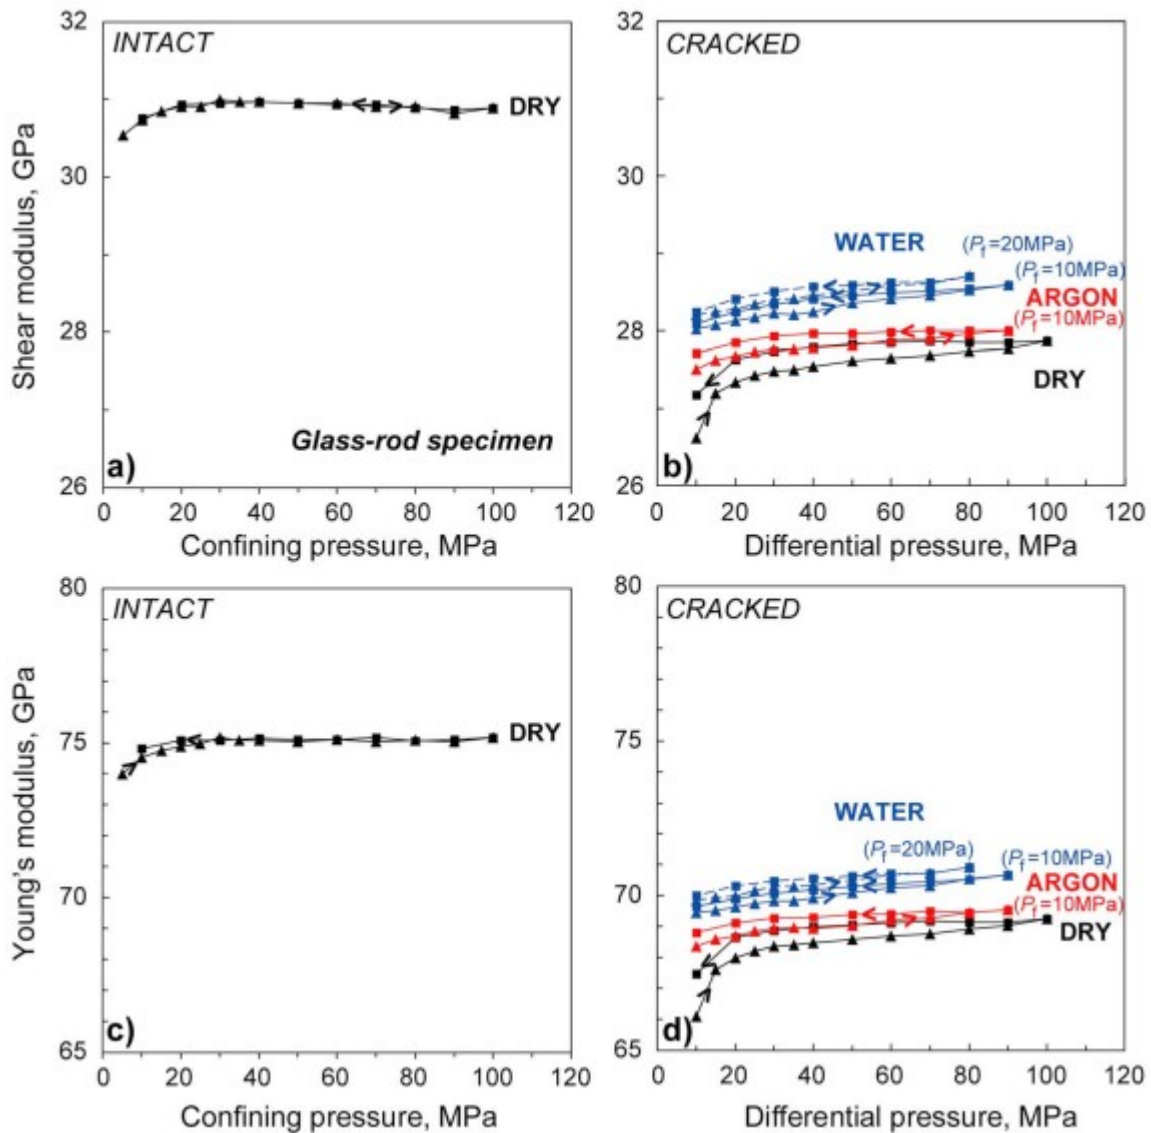 INTACT
32
30
28
26
Shear modulus, GPa
DRY
Glass-rod specimen
a)
0 20 40 60 80 100 120
Confining pressure, MPa
CRACKED
32
30
28
26
WATER
(Pf=20MPa)
(Pf=10MPa)
ARGON
(Pf=10MPa)
DRY
b)
0 20 40 60 80 100 120
Differential pressure, MPa
INTACT
80
75
70
65
Young's modulus, GPa
DRY
c)
0 20 40 60 80 100 120
Confining pressure, MPa
CRACKED
80
75
70
65
WATER
(Pf=20MPa)
(Pf=10MPa)
ARGON
(Pf=10MPa)
DRY
d)
0 20 40 60 80 100 120
Differential pressure, MPa